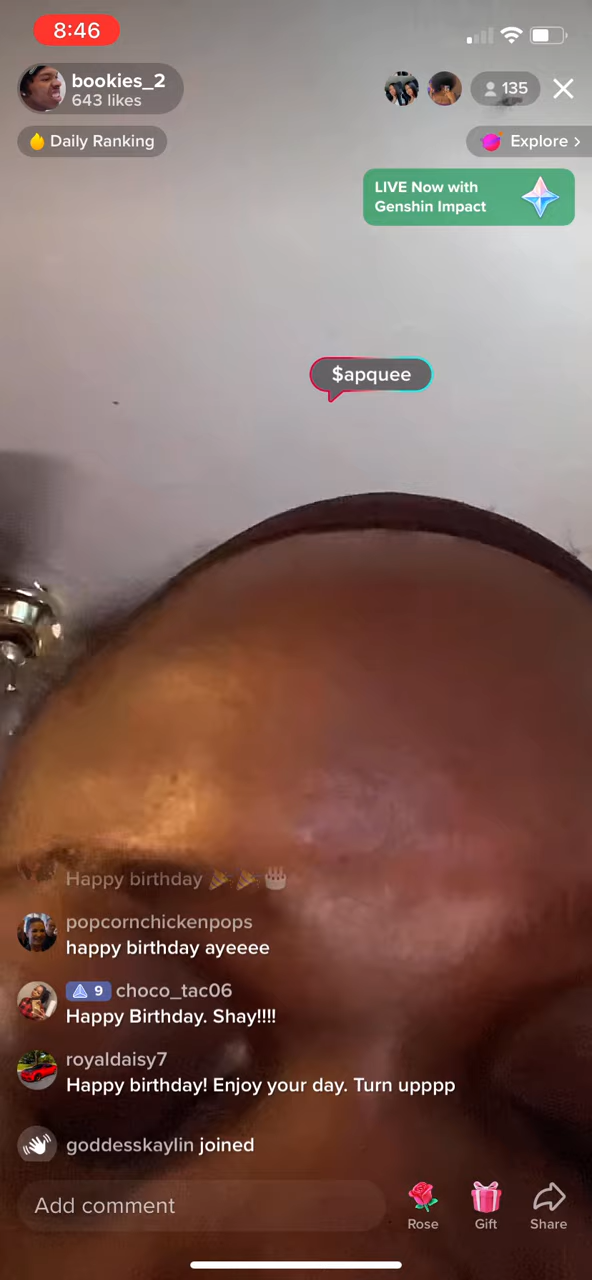 8:46
bookies_2
643 likes
135
Daily Ranking
Explore >
LIVE Now with
Genshin Impact
$apquee
Happy birthday 🎉🎉🎂
popcornchickenpops
happy birthday ayeeee
9 choco_tac06
Happy Birthday. Shay!!!!
royaldaisy7
Happy birthday! Enjoy your day. Turn upppp
goddesskaylin joined
Add comment
Rose
Gift
Share